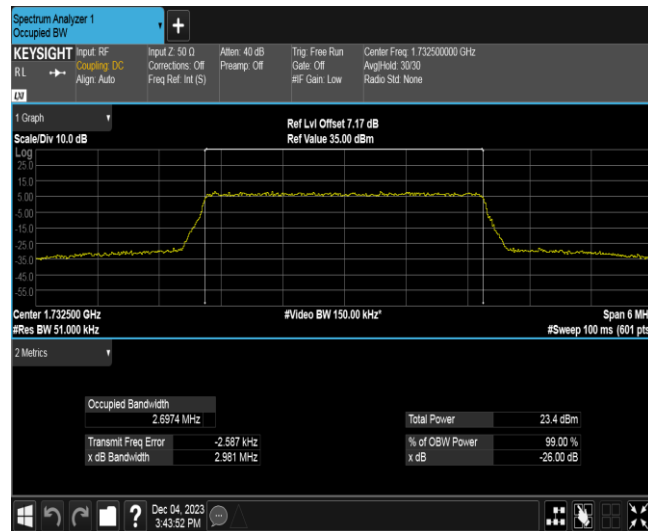 Spectrum Analyzer 1
Occupied BW
+
KEYSIGHT
RL
LXI
Input: RF
Coupling: DC
Align: Auto
Input Z: 50 Ω
Corrections: Off
Freq Ref: Int (S)
Atten: 40 dB
Preamp: Off
Trig: Free Run
Gate: Off
#IF Gain: Low
Center Freq: 1.732500000 GHz
Avg|Hold: 30/30
Radio Std: None
1 Graph
Scale/Div 10.0 dB
Ref Lvl Offset 7.17 dB
Ref Value 35.00 dBm
Log
25.0
15.0
5.00
-5.00
-15.0
-25.0
-35.0
-45.0
-55.0
Center 1.732500 GHz
#Video BW 150.00 kHz*
Span 6 MH
#Res BW 51.000 kHz
#Sweep 100 ms (601 pts
2 Metrics
Occupied Bandwidth
2.6974 MHz
Total Power 23.4 dBm
Transmit Freq Error -2.587 kHz
% of OBW Power 99.00 %
x dB Bandwidth 2.981 MHz
x dB -26.00 dB
?
Dec 04, 2023
3:43:52 PM